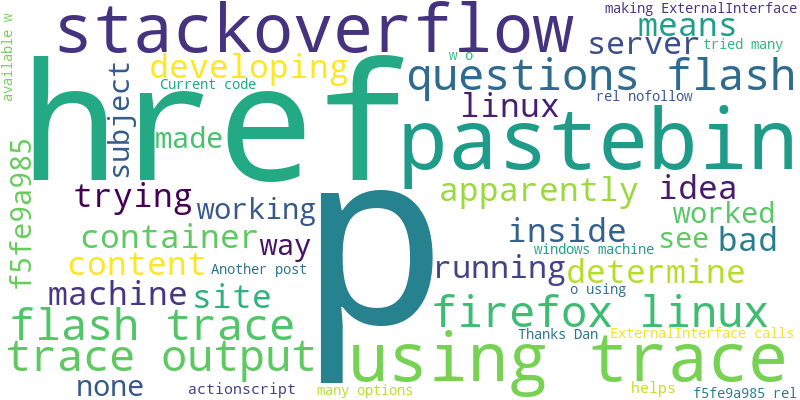 stackoverflow
making ExternalInterface
means
server
tried many
available w
developing
w o
questions flash
Current code
href
subject
rel nofollow
linux
pastebin
made
f5fe9a985
trying
apparently
idea
working
worked
container
way
inside
see
bad
content
Another post
windows machine
running
determine
machine
site
o using
firefox linux
flash trace
p
Thanks Dan
ExternalInterface calls
trace output
using trace
none
actionscript
many options
helps
f5fe9a985 rel